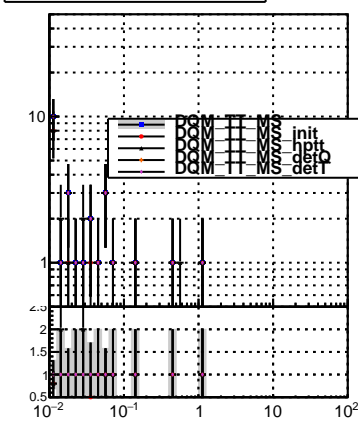 10
DQM_TT_MS
DQM_TT_MS_init
DQM_TT_MS_hptt
DQM_TT_MS_detQ
DQM_TT_MS_detT
1
2.5
2
1.5
1
0.5
10⁻² 10⁻¹ 1 10 10²